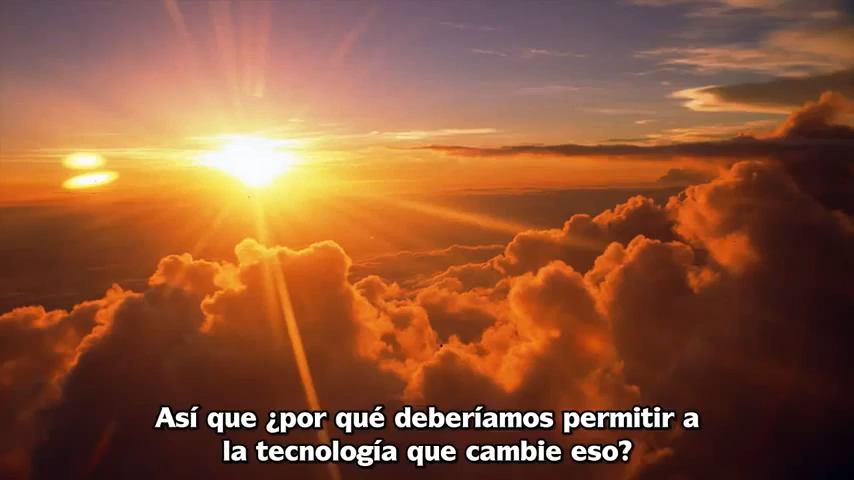 Así que ¿por qué deberíamos permitir a
la tecnología que cambie eso?